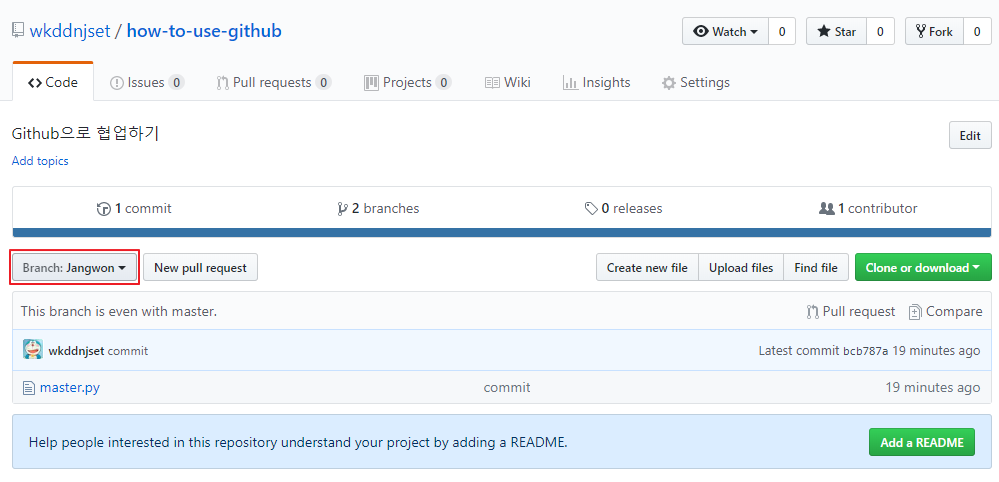 wkddnjset / how-to-use-github Watch 0 Star 0 Fork 0
Code Issues 0 Pull requests 0 Projects 0 Wiki Insights Settings
Github으로 협업하기 Edit
Add topics
1 commit 2 branches 0 releases 1 contributor
Branch: Jangwon New pull request Create new file Upload files Find file Clone or download
This branch is even with master. Pull request Compare
wkddnjset commit Latest commit bcb787a 19 minutes ago
master.py commit 19 minutes ago
Help people interested in this repository understand your project by adding a README. Add a README